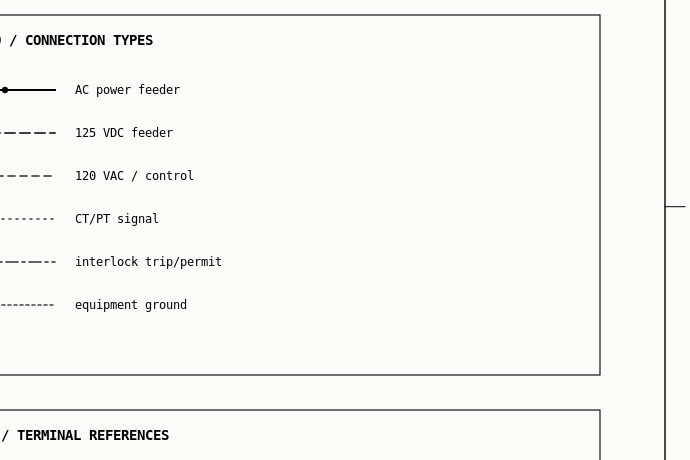 / CONNECTION TYPES
AC power feeder
125 VDC feeder
120 VAC / control
CT/PT signal
interlock trip/permit
equipment ground
/ TERMINAL REFERENCES